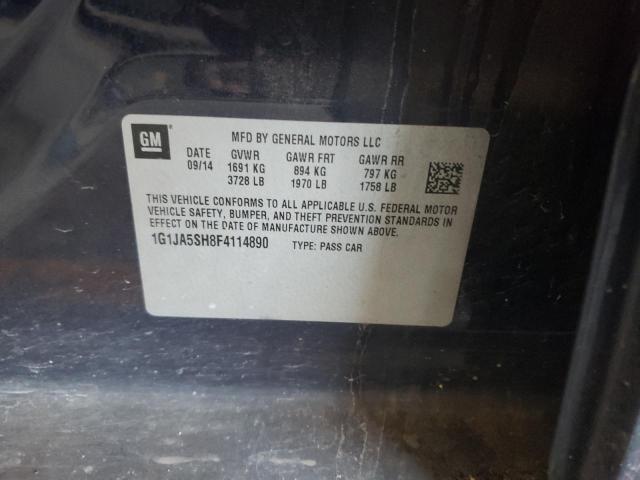 GM
MFD BY GENERAL MOTORS LLC
DATE GVWR GAWR FRT GAWR RR
09/14 1691 KG 894 KG 797 KG
3728 LB 1970 LB 1758 LB
THIS VEHICLE CONFORMS TO ALL APPLICABLE U.S. FEDERAL MOTOR
VEHICLE SAFETY, BUMPER, AND THEFT PREVENTION STANDARDS IN
EFFECT ON THE DATE OF MANUFACTURE SHOWN ABOVE.
1G1JA5SH8F4114890 TYPE: PASS CAR